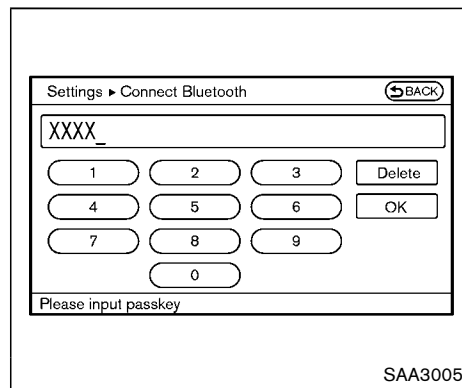 Settings ▸ Connect Bluetooth BACK
XXXX_
1 2 3 Delete
4 5 6 OK
7 8 9
0
Please input passkey
SAA3005